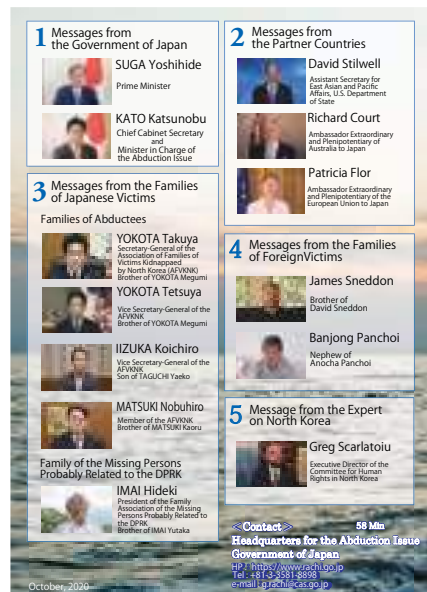 1 Messages from
the Government of Japan
SUGA Yoshihide
Prime Minister
KATO Katsunobu
Chief Cabinet Secretary
and
Minister in Charge of
the Abduction Issue
2 Messages from
the Partner Countries
David Stilwell
Assistant Secretary for
East Asian and Pacific
Affairs, U.S. Department
of State
Richard Court
Ambassador Extraordinary
and Plenipotentiary of
Australia to Japan
Patricia Flor
Ambassador Extraordinary
and Plenipotentiary of the
European Union to Japan
3 Messages from the Families
of Japanese Victims
Families of Abductees
YOKOTA Takuya
Secretary-General of the
Association of Families of
Victims Kidnappaed
by North Korea (AFVKNK)
Brother of YOKOTA Megumi
YOKOTA Tetsuya
Vice Secretary-General of the
AFVKNK
Brother of YOKOTA Megumi
IIZUKA Koichiro
Vice Secretary-General of the
AFVKNK
Son of TAGUCHI Yaeko
MATSUKI Nobuhiro
Member of the AFVKNK
Brother of MATSUKI Kaoru
Family of the Missing Persons
Probably Related to the DPRK
IMAI Hideki
President of the Family
Association of the Missing
Persons Probably Related to
the DPRK
Brother of IMAI Yutaka
4 Messages from the Families
of ForeignVictims
James Sneddon
Brother of
David Sneddon
Banjong Panchoi
Nephew of
Anocha Panchoi
5 Message from the Expert
on North Korea
Greg Scarlatoiu
Executive Director of the
Committee for Human
Rights in North Korea
≪Contact≫ 58 Min
Headquarters for the Abduction Issue
Government of Japan
HP : https://www.rachi.go.jp
Tel : +81-3-3581-8898
e-mail : g.rachi@cas.go.jp
October, 2020